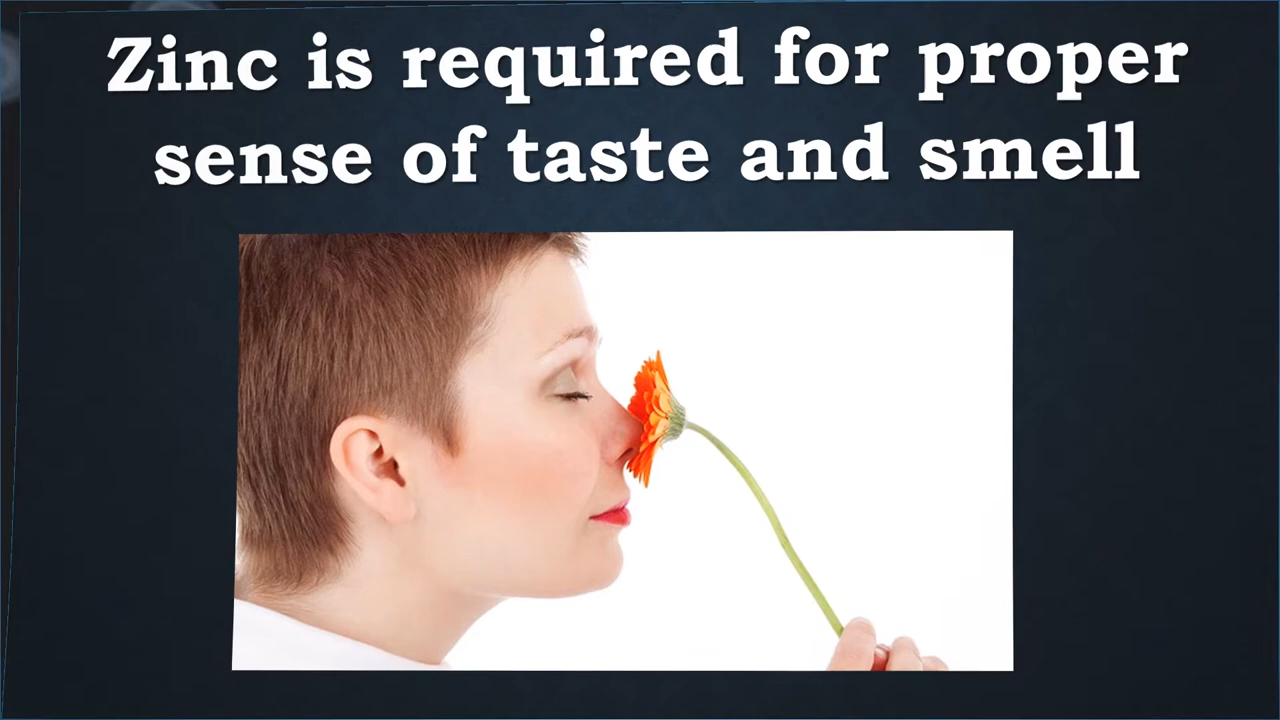 Zinc is required for proper
sense of taste and smell